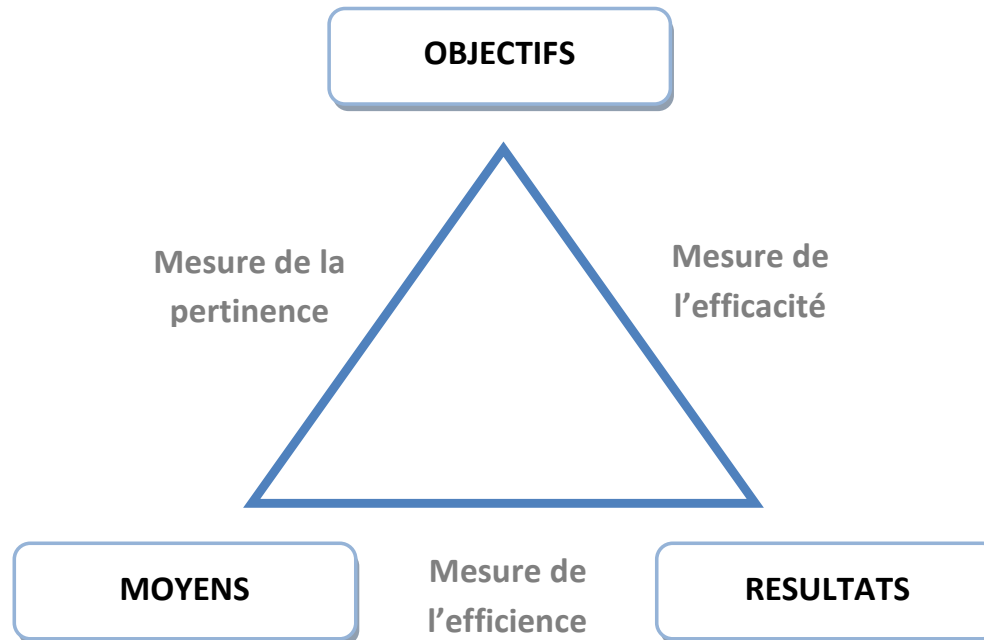 OBJECTIFS
Mesure de la
pertinence
Mesure de
l’efficacité
MOYENS
Mesure de
l’efficience
RESULTATS